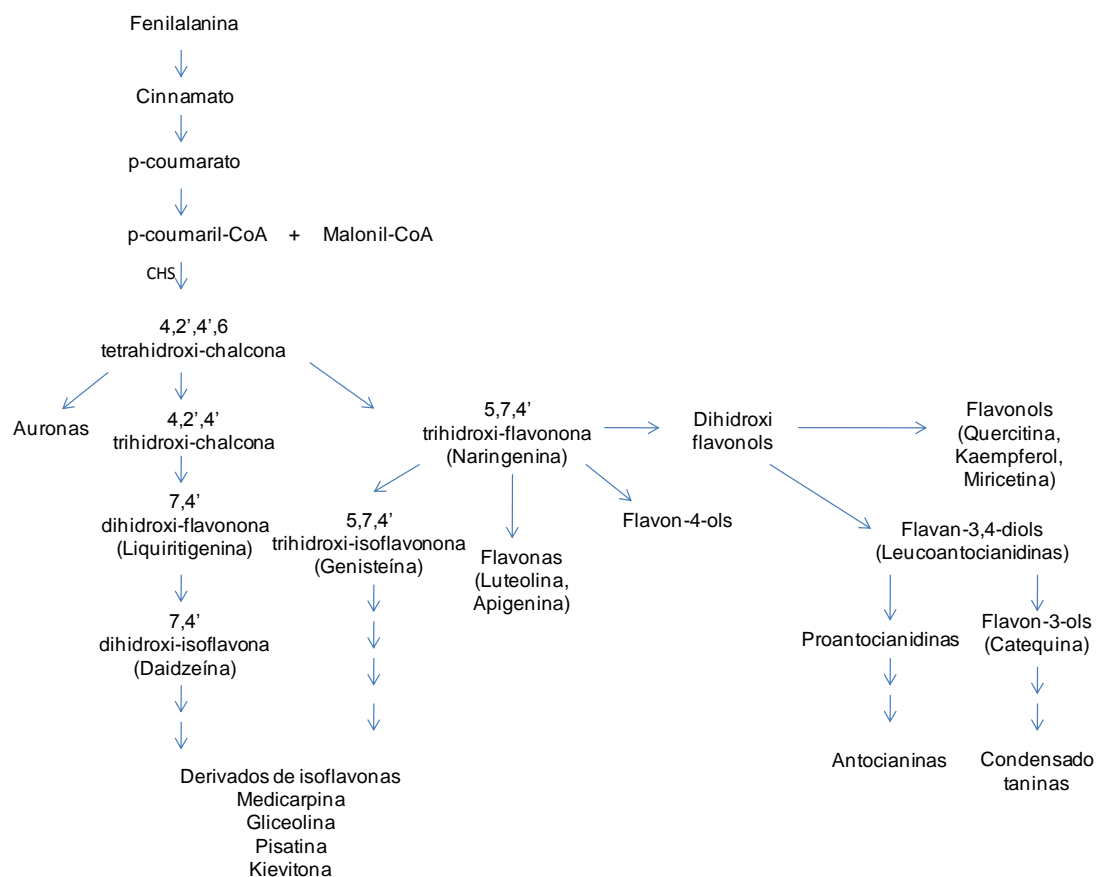 Fenilalanina
Cinnamato
p-coumarato
p-coumaril-CoA + Malonil-CoA
CHS
4,2’,4’,6
tetrahidroxi-chalcona
Auronas
4,2’,4’
trihidroxi-chalcona
5,7,4’
trihidroxi-flavonona
(Naringenina)
Dihidroxi
flavonols
Flavonols
(Quercitina,
Kaempferol,
Miricetina)
7,4’
dihidroxi-flavonona
(Liquiritigenina)
5,7,4’
trihidroxi-isoflavonona
(Genisteína)
Flavonas
(Luteolina,
Apigenina)
Flavon-4-ols
Flavan-3,4-diols
(Leucoantocianidinas)
7,4’
dihidroxi-isoflavona
(Daidzeína)
Proantocianidinas
Flavon-3-ols
(Catequina)
Antocianinas
Condensado
taninas
Derivados de isoflavonas
Medicarpina
Gliceolina
Pisatina
Kievitona